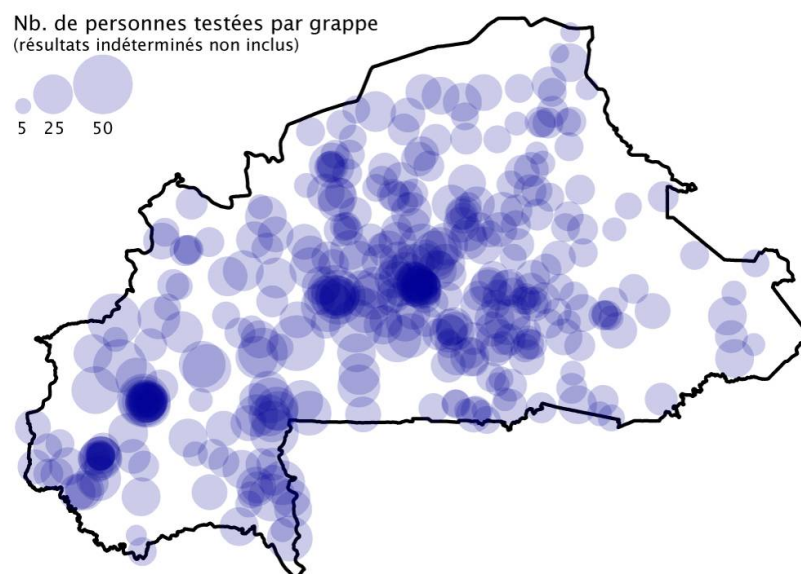 Nb. de personnes testées par grappe
(résultats indéterminés non inclus)
5 25 50